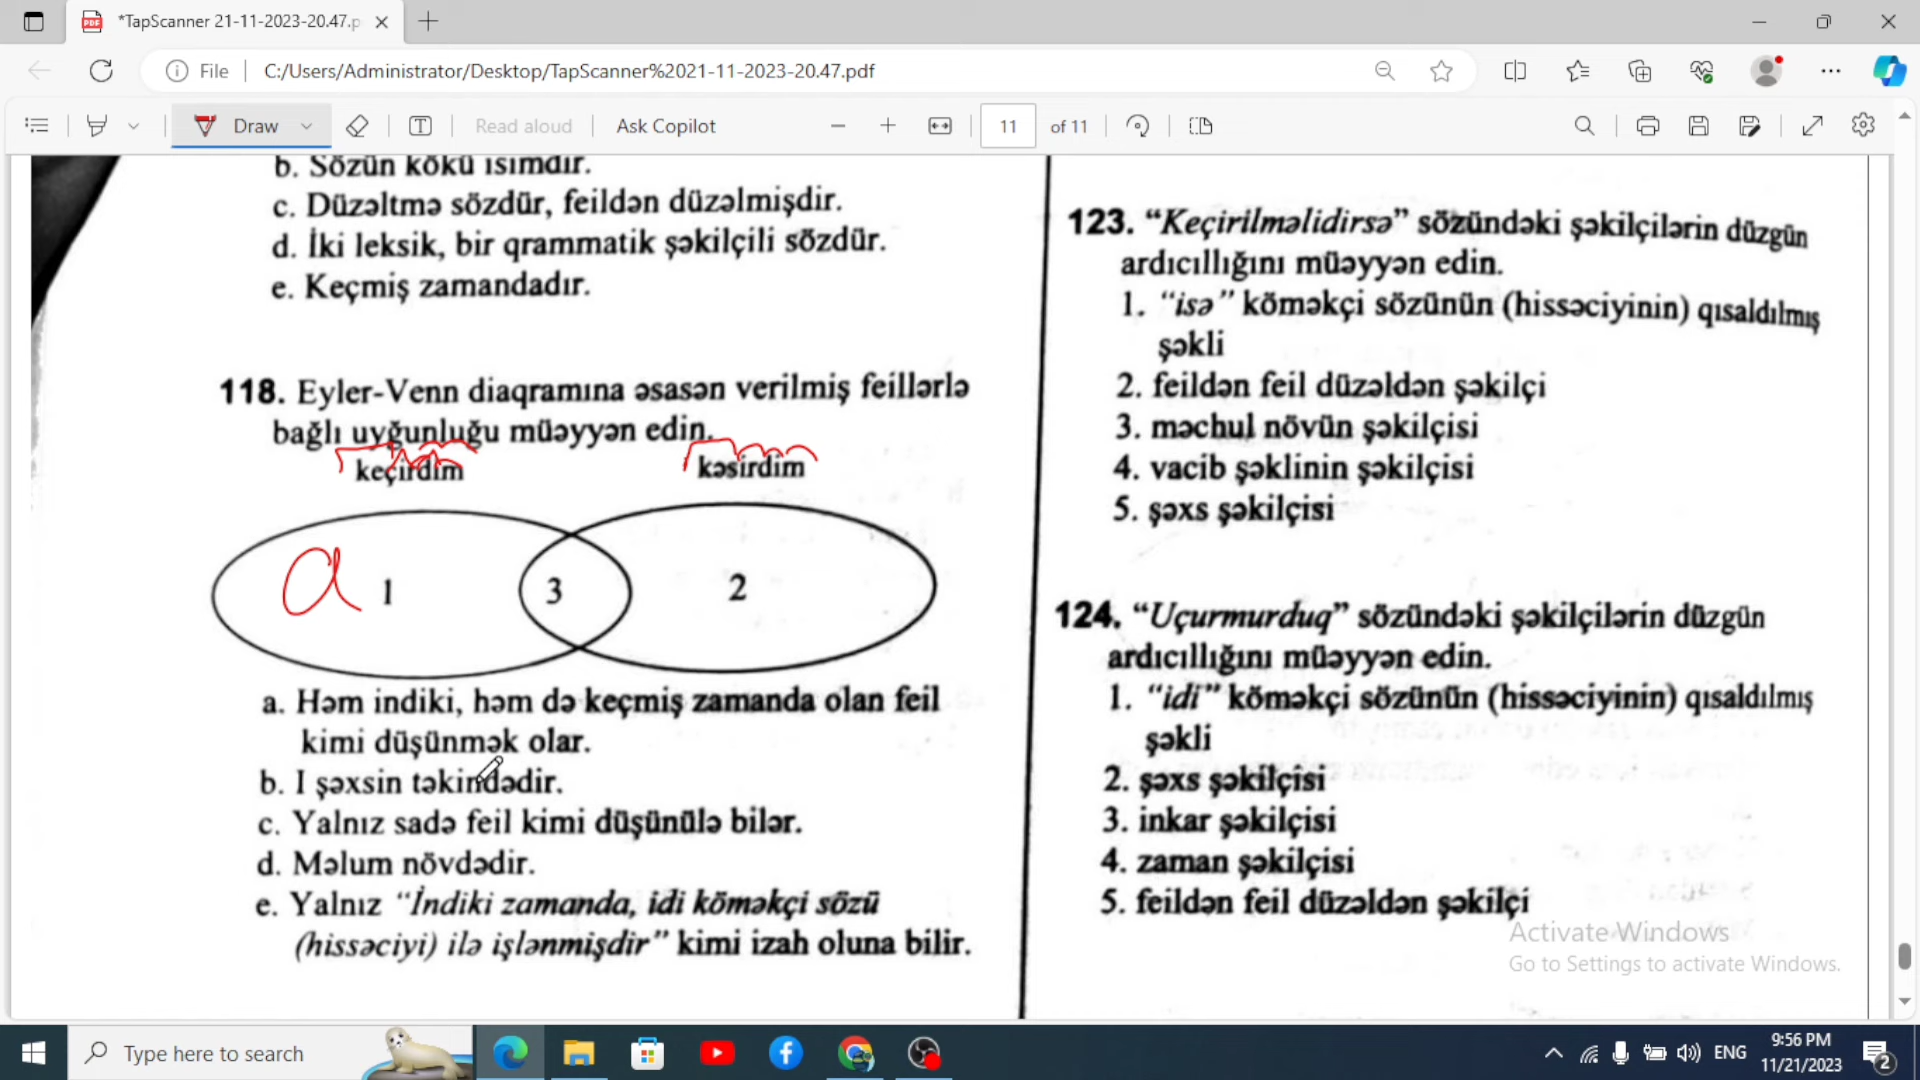 *TapScanner 21-11-2023-20.47.p
File
C:/Users/Administrator/Desktop/TapScanner%2021-11-2023-20.47.pdf
Draw
Read aloud
Ask Copilot
11
of 11
b. Sözün kökü isimdir.
c. Düzəltmə sözdür, feildən düzəlmişdir.
d. İki leksik, bir qrammatik şəkilçili sözdür.
e. Keçmiş zamandadır.
118. Eyler-Venn diaqramına əsasən verilmiş feillərlə
bağlı uyğunluğu müəyyən edin.
keçirdim
kəsirdim
a
1
3
2
a. Həm indiki, həm də keçmiş zamanda olan feil
kimi düşünmək olar.
b. I şəxsin təkindədir.
c. Yalnız sadə feil kimi düşünülə bilər.
d. Məlum növdədir.
e. Yalnız “İndiki zamanda, idi köməkçi sözü
(hissəciyi) ilə işlənmişdir” kimi izah oluna bilir.
123. “Keçirilməlidirsə” sözündəki şəkilçilərin düzgün
ardıcıllığını müəyyən edin.
1. “isə” köməkçi sözünün (hissəciyinin) qısaldılmış
şəkli
2. feildən feil düzəldən şəkilçi
3. məchul növün şəkilçisi
4. vacib şəklinin şəkilçisi
5. şəxs şəkilçisi
124. “Uçurmurduq” sözündəki şəkilçilərin düzgün
ardıcıllığını müəyyən edin.
1. “idi” köməkçi sözünün (hissəciyinin) qısaldılmış
şəkli
2. şəxs şəkilçisi
3. inkar şəkilçisi
4. zaman şəkilçisi
5. feildən feil düzəldən şəkilçi
Activate Windows
Go to Settings to activate Windows.
Type here to search
ENG
9:56 PM
11/21/2023
2